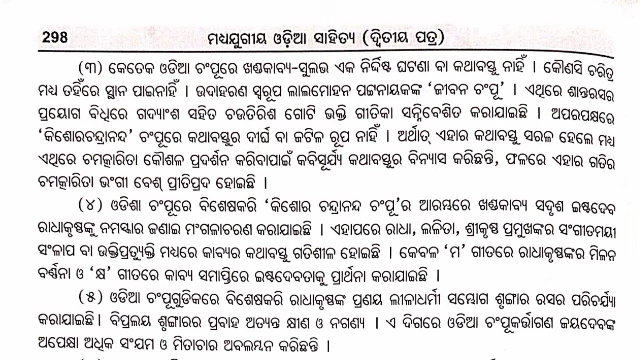 298 ମଧ୍ୟଯୁଗୀୟ ଓଡ଼ିଆ ସାହିତ୍ୟ (ଦ୍ୱିତୀୟ ପତ୍ର)
(୩) କେତେକ ଓଡିଆ ଚଂପୂରେ ଖଣ୍ଡକାବ୍ୟ-ସୁଲଭ ଏକ ନିର୍ଦ୍ଦିଷ୍ଟ ଘଟଣା ବା କଥାବସ୍ତୁ ନାହିଁ । କୌଣସି ଚରିତ୍ର
ମଧ୍ୟ ତହିଁରେ ସ୍ଥାନ ପାଇନାହିଁ । ଉଦାହରଣ ସ୍ୱରୂପ ଲାଲମୋହନ ପଟ୍ଟନାୟକଙ୍କ ‘ଜୀବନ ଚଂପୂ’ । ଏଥିରେ ଶାନ୍ତରସର
ପ୍ରୟୋଗ ବିଧିରେ ଗଦ୍ୟାଂଶ ସହିତ ଚଉତିରିଶ ଗୋଟି ଭକ୍ତି ଗୀତିକା ସନ୍ନିବେଶିତ କରାଯାଇଛି । ଅପରପକ୍ଷରେ
‘କିଶୋରଚନ୍ଦ୍ରାନନ୍ଦ’ ଚଂପୂରେ କଥାବସ୍ତୁର ଦୀର୍ଘ ବା ଜଟିଳ ରୂପ ନାହିଁ । ଅର୍ଥାତ୍ ଏହାର କଥାବସ୍ତୁ ସରଳ ହେଲେ ମଧ୍ୟ
ଏଥିରେ ଚମତ୍କାରିତା କୌଶଳ ପ୍ରଦର୍ଶନ କରିବାପାଇଁ କବିସୂର୍ଯ୍ୟ କଥାବସ୍ତୁର ବିନ୍ୟାସ କରିଛନ୍ତି, ଫଳରେ ଏହାର ଗତିର
ଚମତ୍କାରିତା ଭଂଗୀ ବେଶ୍ ପ୍ରୀତିପ୍ରଦ ହୋଇଛି ।
(୪) ଓଡିଶା ଚଂପୂରେ ବିଶେଷକରି ‘କିଶୋର ଚନ୍ଦ୍ରାନନ୍ଦ ଚଂପୂ’ର ଆରମ୍ଭରେ ଖଣ୍ଡକାବ୍ୟ ସଦୃଶ ଇଷ୍ଟଦେବ
ରାଧାକୃଷ୍ଣଙ୍କୁ ନମସ୍କାର ଜଣାଇ ମଂଗଳାଚରଣ କରାଯାଇଛି । ଏହାପରେ ରାଧା, ଲଳିତା, ଶ୍ରୀକୃଷ୍ଣ ପ୍ରମୁଖଙ୍କର ସଂଗୀତମୟୀ
ସଂଳାପ ବା ଉକ୍ତିପ୍ରତ୍ୟୁକ୍ତି ମଧ୍ୟରେ କାବ୍ୟର କଥାବସ୍ତୁ ଗତିଶୀଳ ହୋଇଛି । କେବଳ ‘ମ’ ଗୀତରେ ରାଧାକୃଷ୍ଣଙ୍କର ମିଳନ
ବର୍ଣ୍ଣନା ଓ ‘କ୍ଷ’ ଗୀତରେ କାବ୍ୟ ସମାପ୍ତିରେ ଇଷ୍ଟଦେବତାକୁ ପ୍ରାର୍ଥନା କରାଯାଇଛି ।
(୫) ଓଡିଆ ଚଂପୂଗୁଡିକରେ ବିଶେଷକରି ରାଧାକୃଷ୍ଣଙ୍କ ପ୍ରଣୟ ଲୀଳାଧର୍ମୀ ସମ୍ଭୋଗ ଶୃଙ୍ଗାର ରସର ପରିଚର୍ଯ୍ୟା
କରାଯାଇଛି। ବିପ୍ରଲୟ ଶୃଙ୍ଗାରର ପ୍ରବାହ ଅତ୍ୟନ୍ତ କ୍ଷୀଣ ଓ ନଗଣ୍ୟ । ଏ ଦିଗରେ ଓଡିଆ ଚଂପୂକର୍ତ୍ତାଗଣ ଜୟଦେବଙ୍କ
ଅପେକ୍ଷା ଅଧିକ ସଂଯମ ଓ ମିତାଚାର ଅବଲମ୍ବନ କରିଛନ୍ତି ।